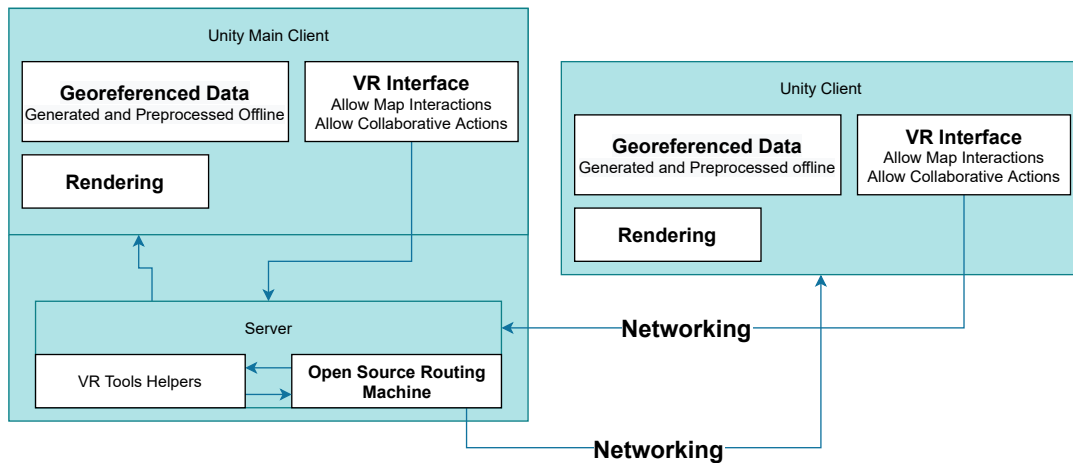 Unity Main Client
Georeferenced Data
Generated and Preprocessed Offline
VR Interface
Allow Map Interactions
Allow Collaborative Actions
Rendering
Server
VR Tools Helpers
Open Source Routing
Machine
Unity Client
Georeferenced Data
Generated and Preprocessed offline
VR Interface
Allow Map Interactions
Allow Collaborative Actions
Rendering
Networking
Networking